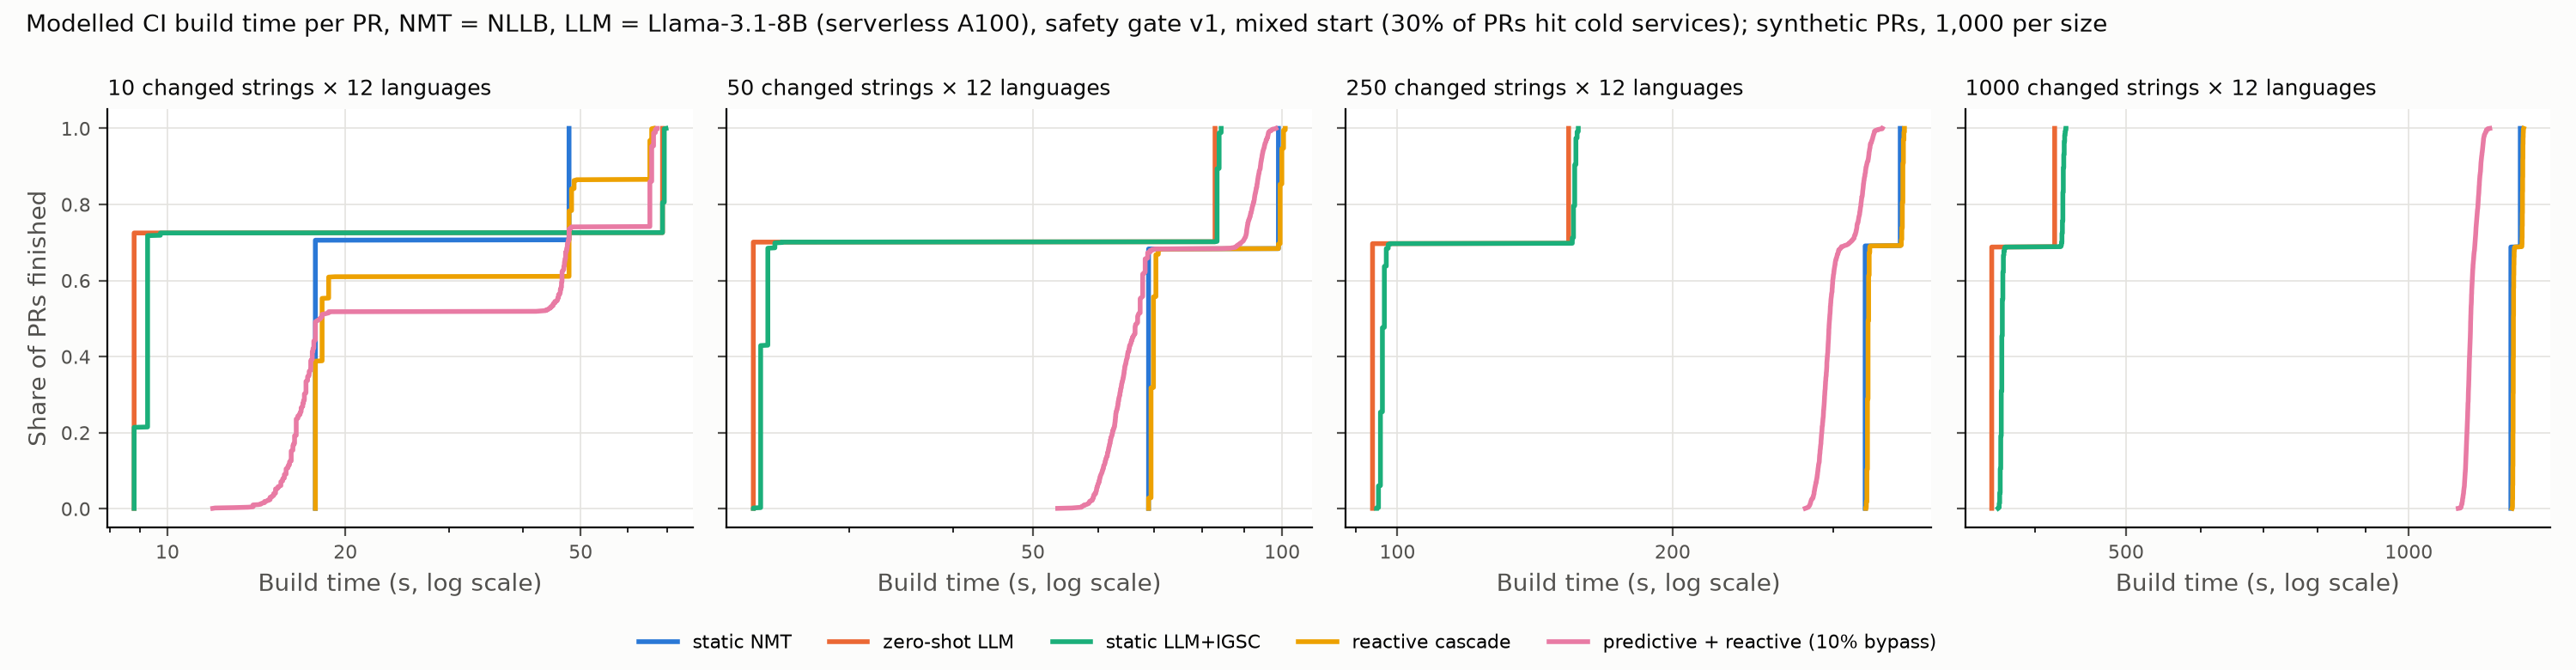 Modelled CI build time per PR, NMT = NLLB, LLM = Llama-3.1-8B (serverless A100), safety gate v1, mixed start (30% of PRs hit cold services); synthetic PRs, 1,000 per size
10 changed strings × 12 languages
50 changed strings × 12 languages
250 changed strings × 12 languages
1000 changed strings × 12 languages
Share of PRs finished
1.0
0.8
0.6
0.4
0.2
0.0
10 20 50
50 100
100 200
500 1000
Build time (s, log scale)
Build time (s, log scale)
Build time (s, log scale)
Build time (s, log scale)
static NMT
zero-shot LLM
static LLM+IGSC
reactive cascade
predictive + reactive (10% bypass)